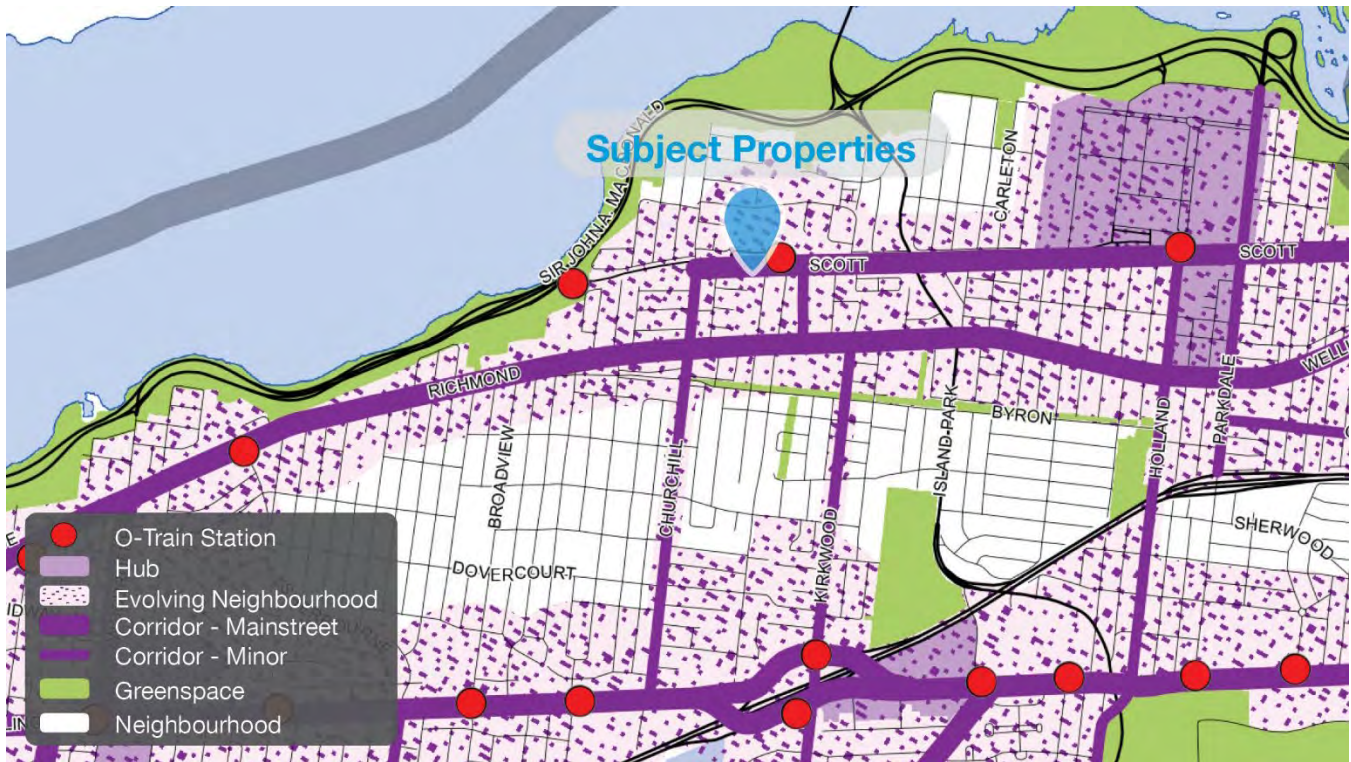 SIR JOHN A. MACDONALD
Subject Properties
CARLETON
SCOTT
SCOTT
RICHMOND
WELLI
BYRON
ISLAND PARK
HOLLAND
PARKDALE
BROADVIEW
CHURCHILL
KIRKWOOD
SHERWOOD
DOVERCOURT
O-Train Station
Hub
Evolving Neighbourhood
Corridor - Mainstreet
Corridor - Minor
Greenspace
Neighbourhood
LING